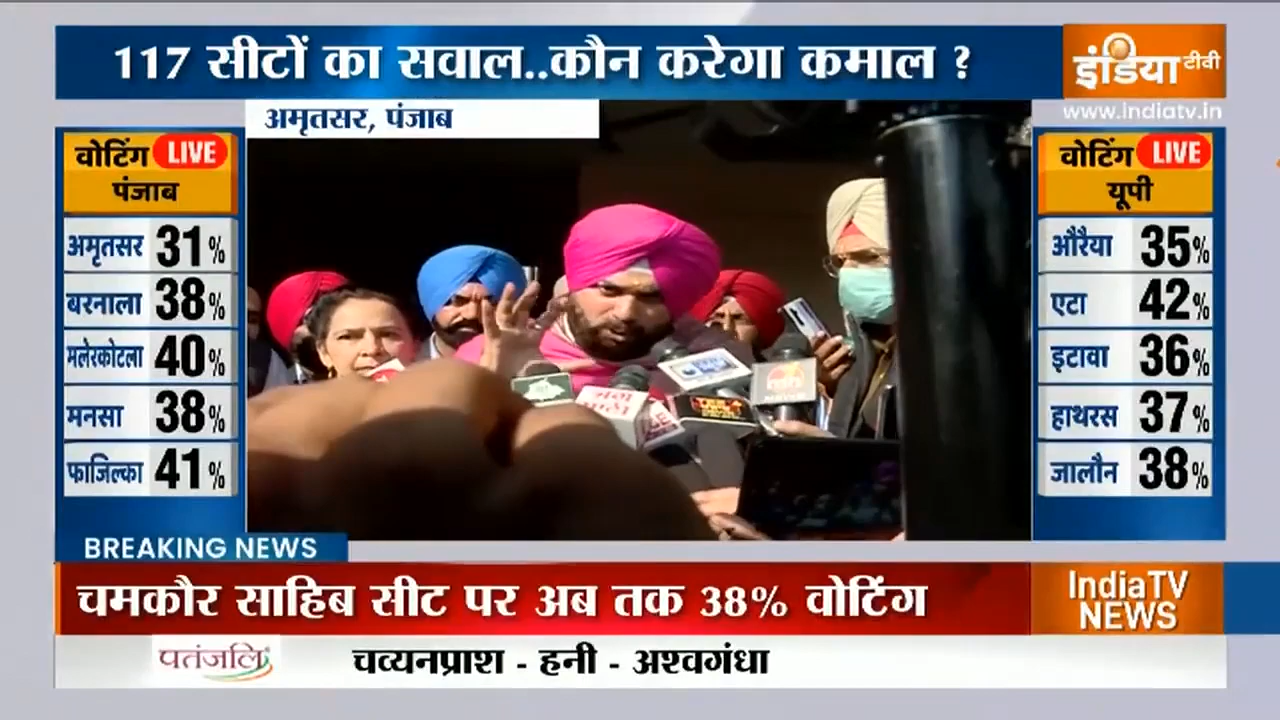 117 सीटों का सवाल..कौन करेगा कमाल ?
इंडिया टीवी
www.indiatv.in
अमृतसर, पंजाब
वोटिंग LIVE
पंजाब
अमृतसर 31%
बरनाला 38%
मलेरकोटला 40%
मनसा 38%
फाजिल्का 41%
वोटिंग LIVE
यूपी
औरैया 35%
एटा 42%
इटावा 36%
हाथरस 37%
जालौन 38%
BREAKING NEWS
चमकौर साहिब सीट पर अब तक 38% वोटिंग
IndiaTV
NEWS
पतंजलि
चव्यनप्राश - हनी - अश्वगंधा